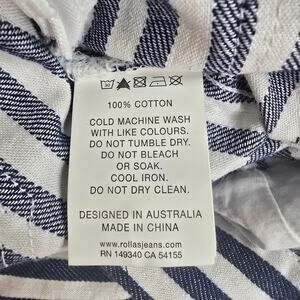 100% COTTON
COLD MACHINE WASH
WITH LIKE COLOURS.
DO NOT TUMBLE DRY.
DO NOT BLEACH
OR SOAK.
COOL IRON.
DO NOT DRY CLEAN.
DESIGNED IN AUSTRALIA
MADE IN CHINA
www.rollasjeans.com
RN 149340 CA 54155